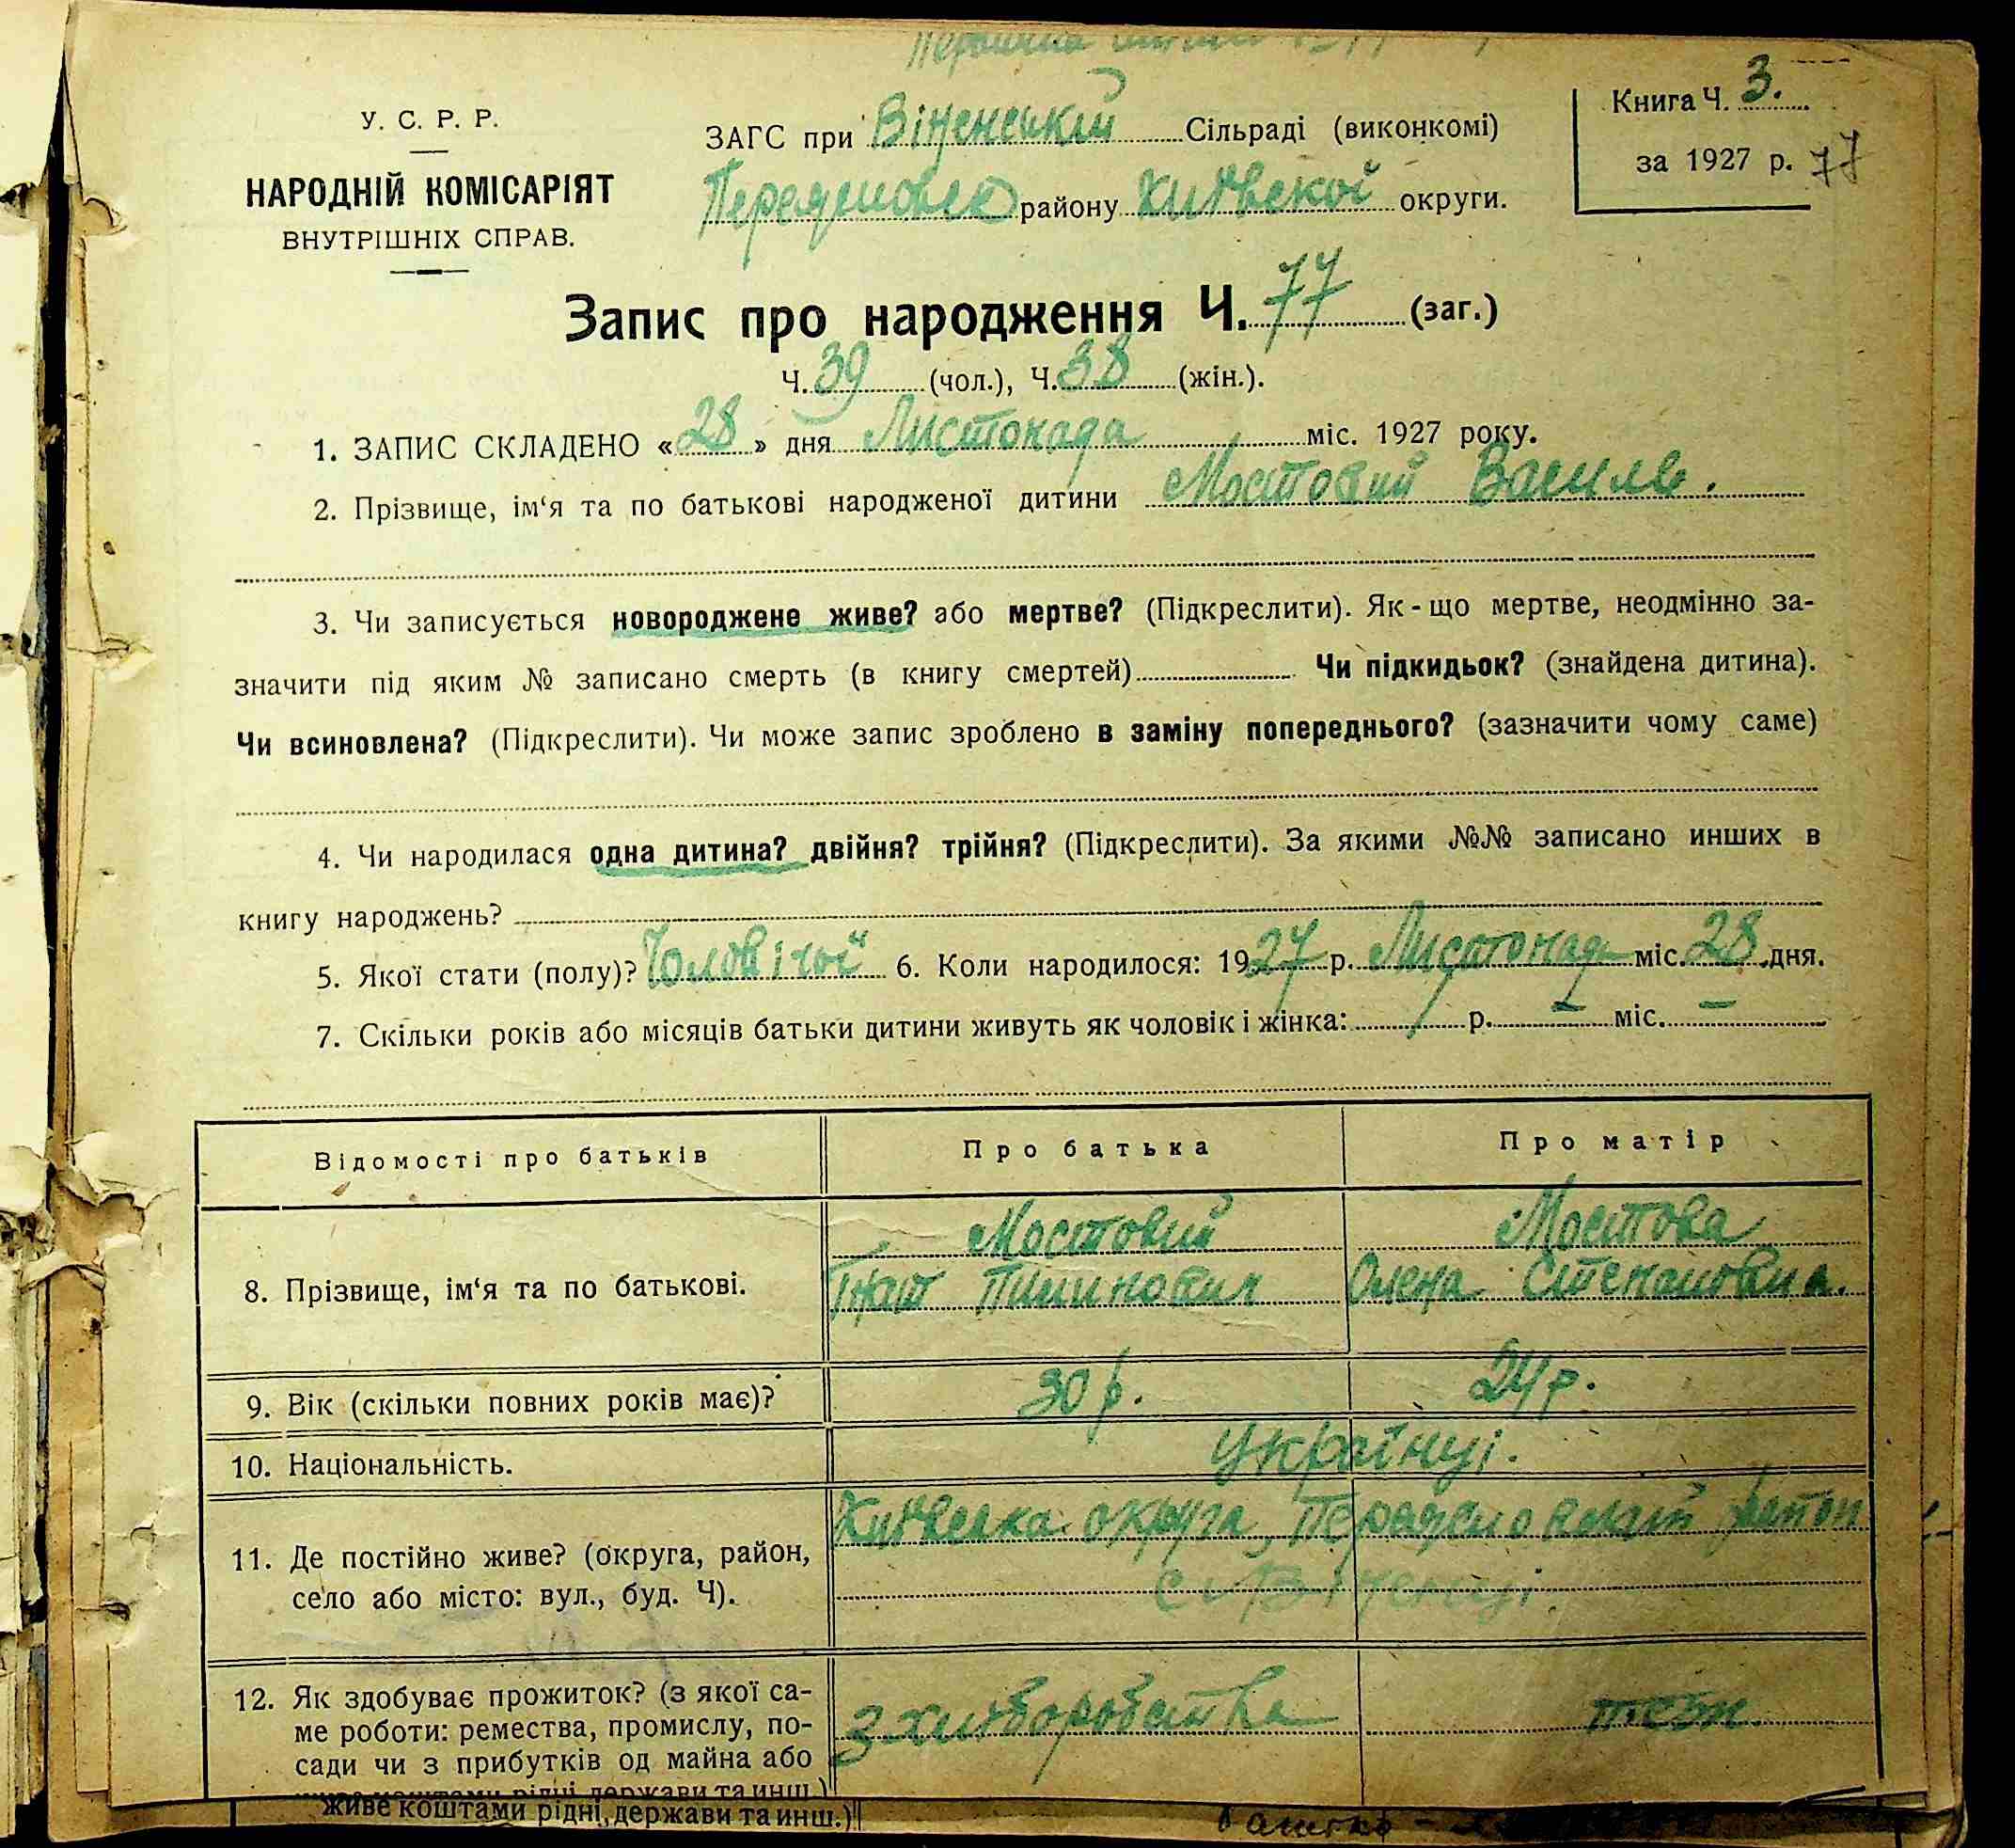 У. С. Р. Р.
НАРОДНІЙ КОМІСАРІЯТ
ВНУТРІШНІХ СПРАВ.
ЗАГС при Віненській Сільраді (виконкомі)
району округи.
Книга Ч. 3.
за 1927 р. 77
Запис про народження Ч. 77 (заг.)
Ч. 39 (чол.), Ч. 38 (жін.).
1. ЗАПИС СКЛАДЕНО « 28 » дня Листопада міс. 1927 року.
2. Прізвище, ім‘я та по батькові народженої дитини Мостовий Василь.
3. Чи записується новороджене живе? або мертве? (Підкреслити). Як-що мертве, неодмінно за-
значити під яким № записано смерть (в книгу смертей) Чи підкидьок? (знайдена дитина).
Чи всиновлена? (Підкреслити). Чи може запис зроблено в заміну попереднього? (зазначити чому саме)
4. Чи народилася одна дитина? двійня? трійня? (Підкреслити). За якими №№ записано инших в
книгу народжень?
5. Якої стати (полу)? Чоловічої 6. Коли народилося: 1927 р. Листопада міс. 28 дня.
7. Скільки років або місяців батьки дитини живуть як чоловік і жінка: р. – міс. –
Відомості про батьків Про батька Про матір
8. Прізвище, ім‘я та по батькові. Мостовий Мостова
Гнат Пименович Олена Степановна.
9. Вік (скільки повних років має)? 30 р. 24 р.
10. Національність. Українці.
11. Де постійно живе? (округа, район,
село або місто: вул., буд. Ч).
округа, район
с. Віненці.
12. Як здобуває прожиток? (з якої са-
ме роботи: ремества, промислу, по-
сади чи з прибутків од майна або
з хліборобства теж
живе коштами рідні, держави та инш.)